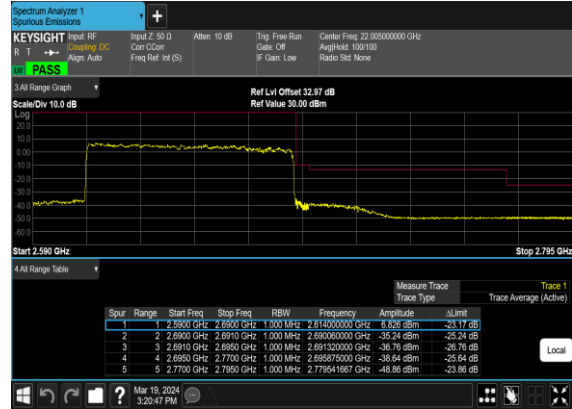 Spectrum Analyzer 1
Spurious Emissions
KEYSIGHT Input: RF Input Z: 50 Ω Atten: 10 dB Trig: Free Run Center Freq: 22.005000000 GHz
R T Coupling: DC Corr CCorr Gate: Off Avg|Hold: 100/100
Align: Auto Freq Ref: Int (S) IF Gain: Low Radio Std: None
PASS
3 All Range Graph
Ref Lvl Offset 32.97 dB
Scale/Div 10.0 dB Ref Value 30.00 dBm
Log
20.0
10.0
0.00
-10.0
-20.0
-30.0
-40.0
-50.0
-60.0
Start 2.590 GHz Stop 2.795 GHz
4 All Range Table
Measure Trace Trace 1
Trace Type Trace Average (Active)
Spur Range Start Freq Stop Freq RBW Frequency Amplitude ΔLimit
1 1 2.5900 GHz 2.6900 GHz 1.000 MHz 2.614000000 GHz 6.826 dBm -23.17 dB
2 2 2.6900 GHz 2.6910 GHz 1.000 MHz 2.690060000 GHz -35.24 dBm -25.24 dB
3 3 2.6910 GHz 2.6950 GHz 1.000 MHz 2.691320000 GHz -36.76 dBm -26.76 dB
4 4 2.6950 GHz 2.7700 GHz 1.000 MHz 2.695875000 GHz -38.64 dBm -25.64 dB
5 5 2.7700 GHz 2.7950 GHz 1.000 MHz 2.779541667 GHz -48.86 dBm -23.86 dB
Local
Mar 19, 2024
3:20:47 PM